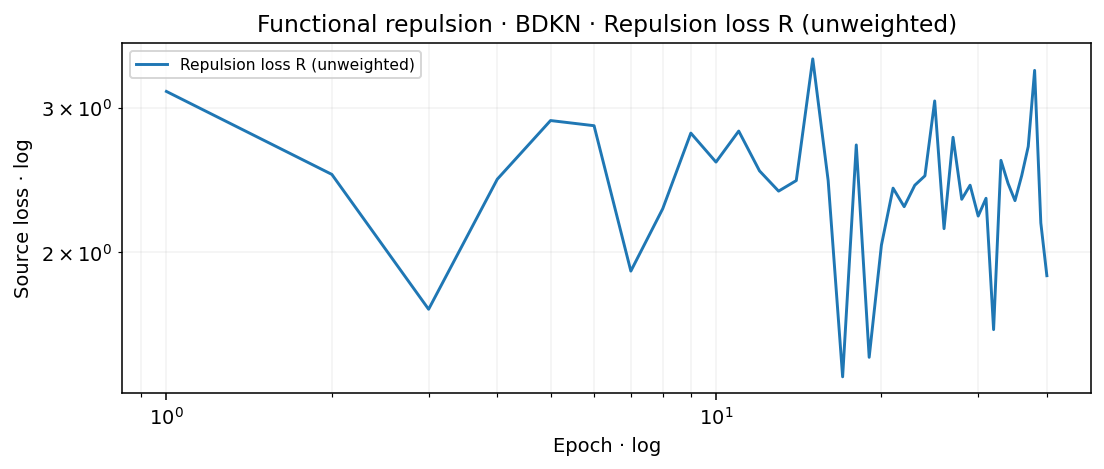 Functional repulsion · BDKN · Repulsion loss R (unweighted)
Repulsion loss R (unweighted)
3 × 10⁰
2 × 10⁰
Source loss · log
10⁰
10¹
Epoch · log